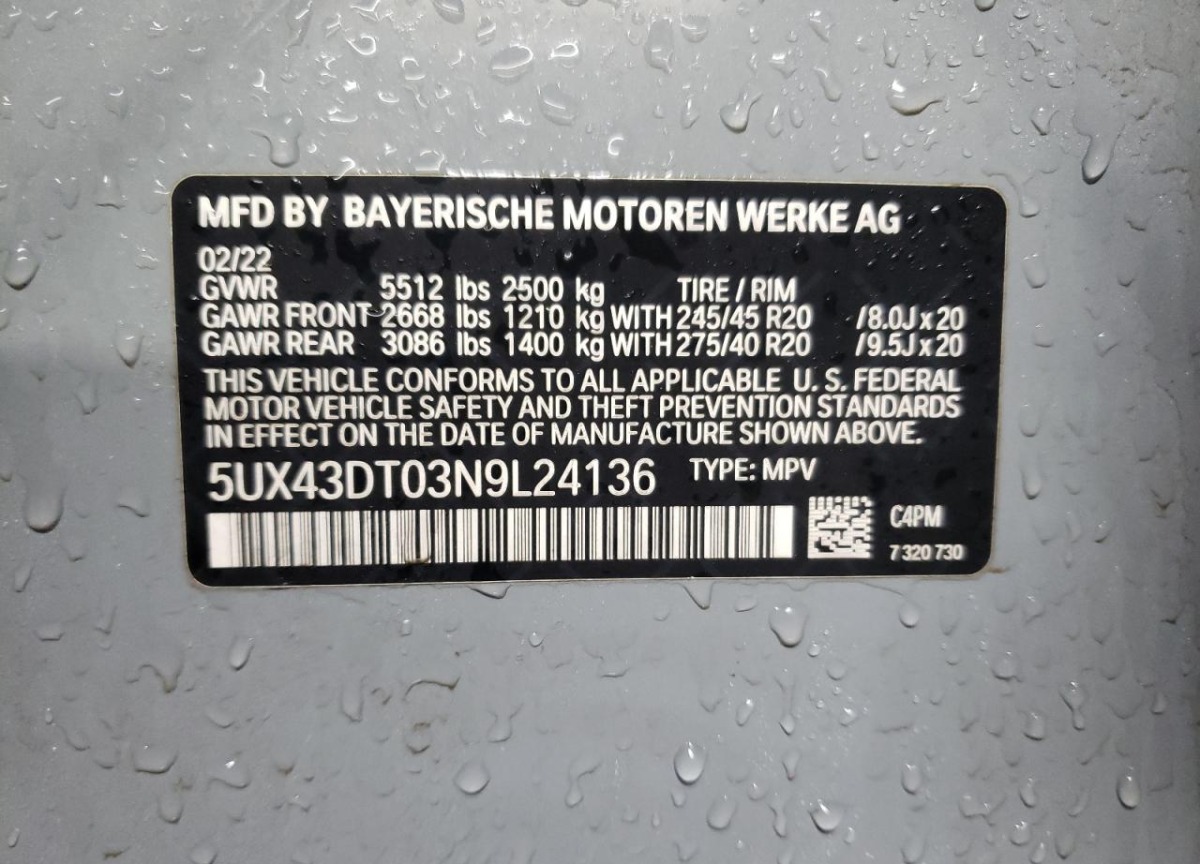 MFD BY BAYERISCHE MOTOREN WERKE AG
02/22
GVWR 5512 lbs 2500 kg TIRE / RIM
GAWR FRONT 2668 lbs 1210 kg WITH 245/45 R20 /8.0J x 20
GAWR REAR 3086 lbs 1400 kg WITH 275/40 R20 /9.5J x 20
THIS VEHICLE CONFORMS TO ALL APPLICABLE U. S. FEDERAL
MOTOR VEHICLE SAFETY AND THEFT PREVENTION STANDARDS
IN EFFECT ON THE DATE OF MANUFACTURE SHOWN ABOVE.
5UX43DT03N9L24136 TYPE: MPV
C4PM
7 320 730